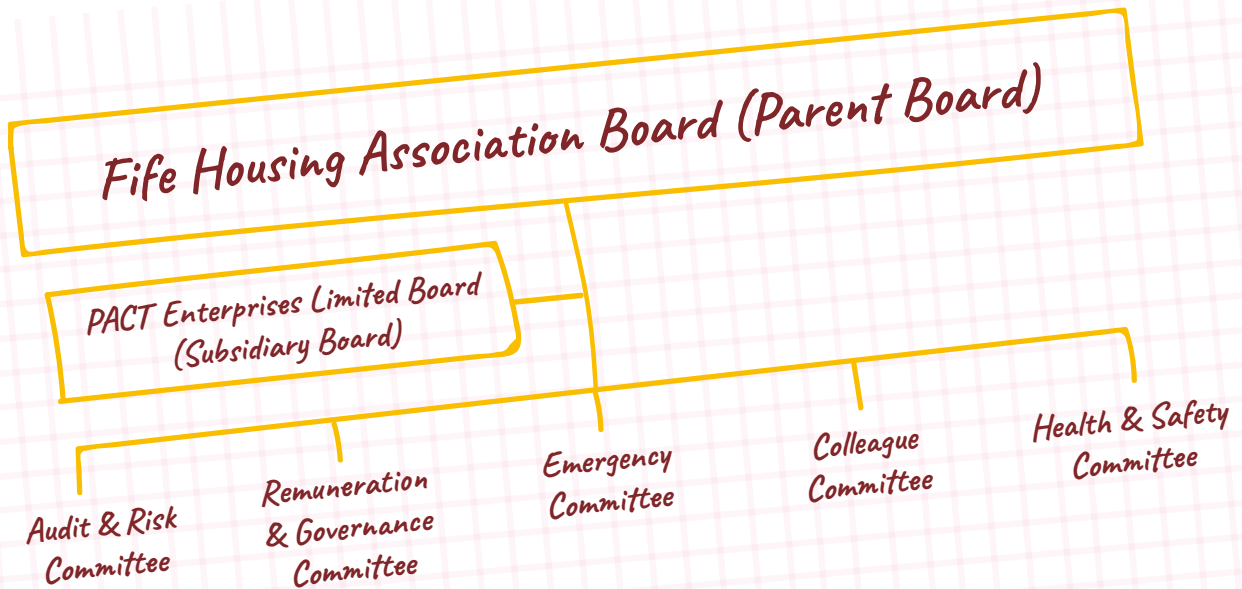 Fife Housing Association Board (Parent Board)
PACT Enterprises Limited Board
(Subsidiary Board)
Audit & Risk
Committee
Remuneration
& Governance
Committee
Emergency
Committee
Colleague
Committee
Health & Safety
Committee